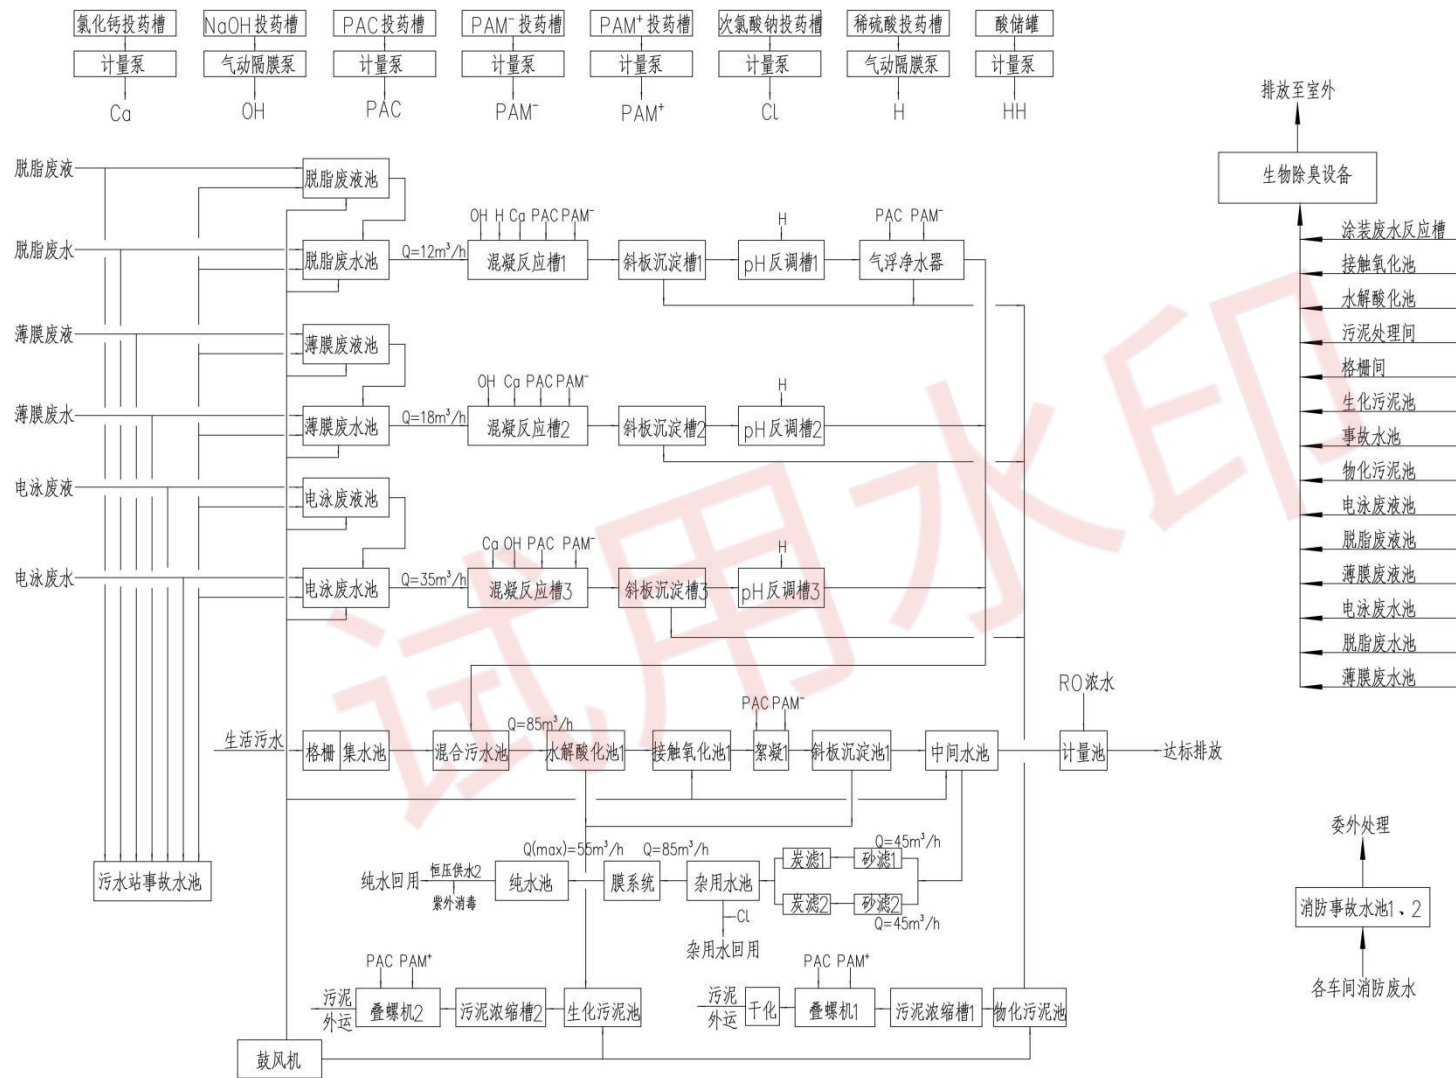 氯化钙投药槽
NaOH投药槽
PAC投药槽
PAM⁻投药槽
PAM⁺投药槽
次氯酸钠投药槽
稀硫酸投药槽
酸储罐
计量泵
气动隔膜泵
计量泵
计量泵
计量泵
计量泵
气动隔膜泵
计量泵
Ca
OH
PAC
PAM⁻
PAM⁺
Cl
H
HH
脱脂废液
脱脂废液池
脱脂废水
脱脂废水池
Q=12m³/h
OH H Ca PAC PAM⁻
混凝反应槽1
斜板沉淀槽1
H
pH反调槽1
PAC PAM⁻
气浮净水器
薄膜废液
薄膜废液池
薄膜废水
薄膜废水池
Q=18m³/h
OH Ca PAC PAM⁻
混凝反应槽2
斜板沉淀槽2
H
pH反调槽2
电泳废液
电泳废液池
电泳废水
电泳废水池
Q=35m³/h
Ca OH PAC PAM⁻
混凝反应槽3
斜板沉淀槽3
H
pH反调槽3
生活污水
格栅
集水池
混合污水池
Q=85m³/h
水解酸化池1
接触氧化池1
PAC PAM⁻
絮凝1
斜板沉淀池1
中间水池
RO浓水
计量池
达标排放
污水站事故水池
纯水回用
恒压供水2
紫外消毒
纯水池
Q(max)=55m³/h
膜系统
Q=85m³/h
杂用水池
炭滤1
砂滤1
Q=45m³/h
炭滤2
砂滤2
Q=45m³/h
Cl
杂用水回用
污泥
外运
PAC PAM⁺
叠螺机2
污泥浓缩槽2
生化污泥池
污泥
外运
干化
PAC PAM⁺
叠螺机1
污泥浓缩槽1
物化污泥池
鼓风机
排放至室外
生物除臭设备
涂装废水反应槽
接触氧化池
水解酸化池
污泥处理间
格栅间
生化污泥池
事故水池
物化污泥池
电泳废液池
脱脂废液池
薄膜废液池
电泳废水池
脱脂废水池
薄膜废水池
委外处理
消防事故水池1、2
各车间消防废水
试用水印